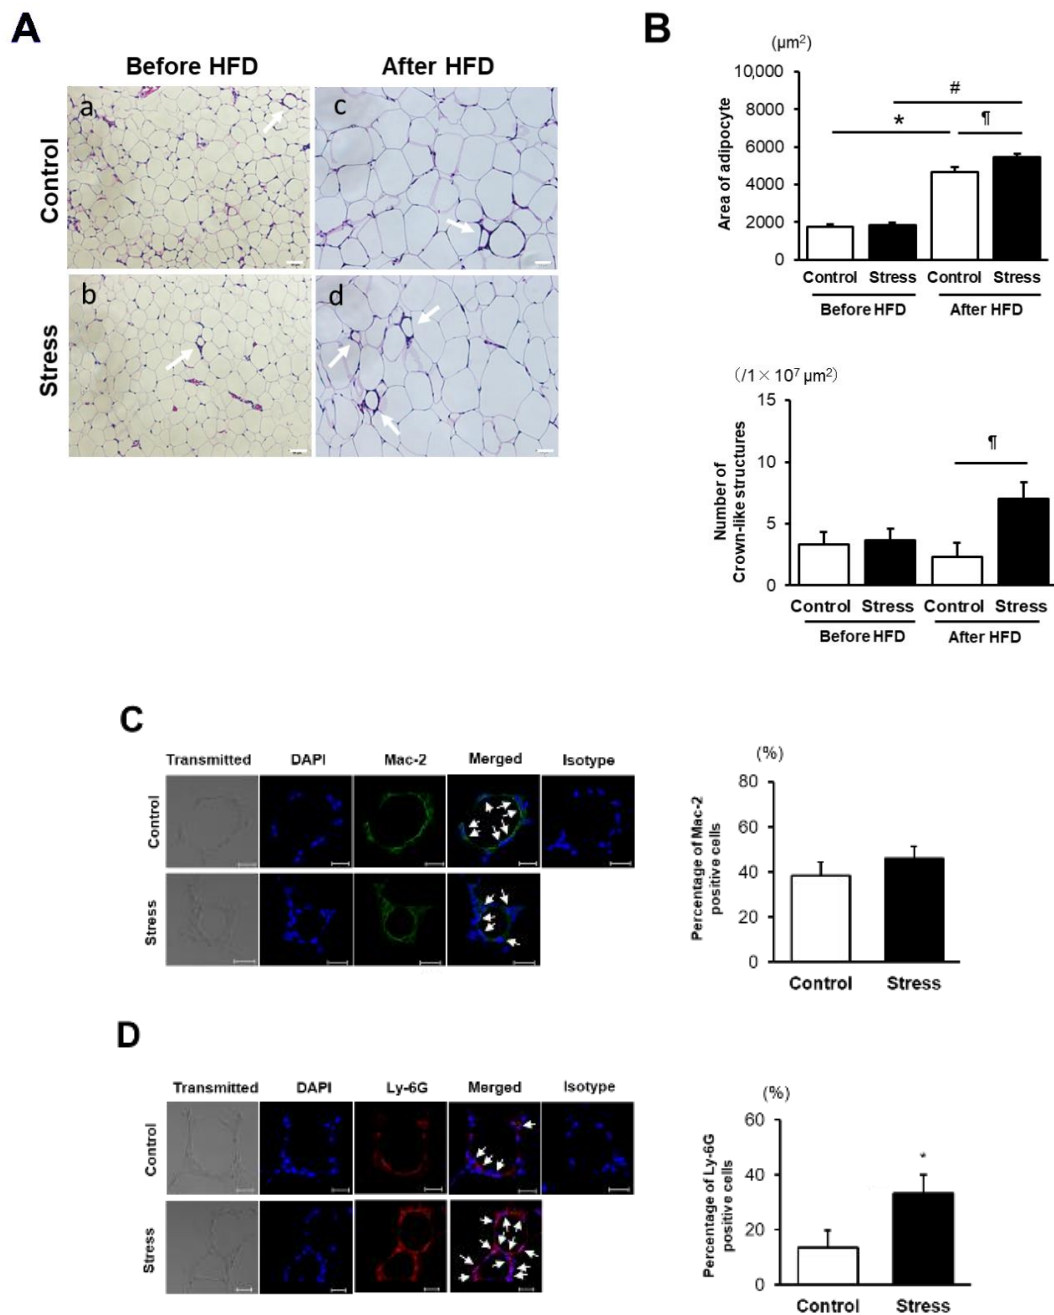 A
Before HFD After HFD
Control
a
c
Stress
b
d
B
(μm²)
Area of adipocyte
10,000
8000
6000
4000
2000
0
#
* ¶
Control Stress Control Stress
Before HFD After HFD
(/1×10⁷ μm²)
Number of
Crown-like structures
15
10
5
0
¶
Control Stress Control Stress
Before HFD After HFD
C
Transmitted DAPI Mac-2 Merged Isotype
Control
Stress
(%)
Percentage of Mac-2
positive cells
80
60
40
20
0
Control Stress
D
Transmitted DAPI Ly-6G Merged Isotype
Control
Stress
(%)
Percentage of Ly-6G
positive cells
60
40
20
0
*
Control Stress